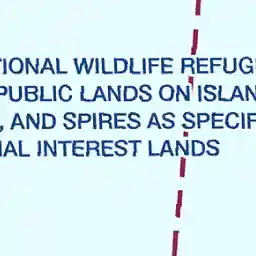 TIONAL WILDLIFE REFUG
PUBLIC LANDS ON ISLAN
, AND SPIRES AS SPECIF
IAL INTEREST LANDS